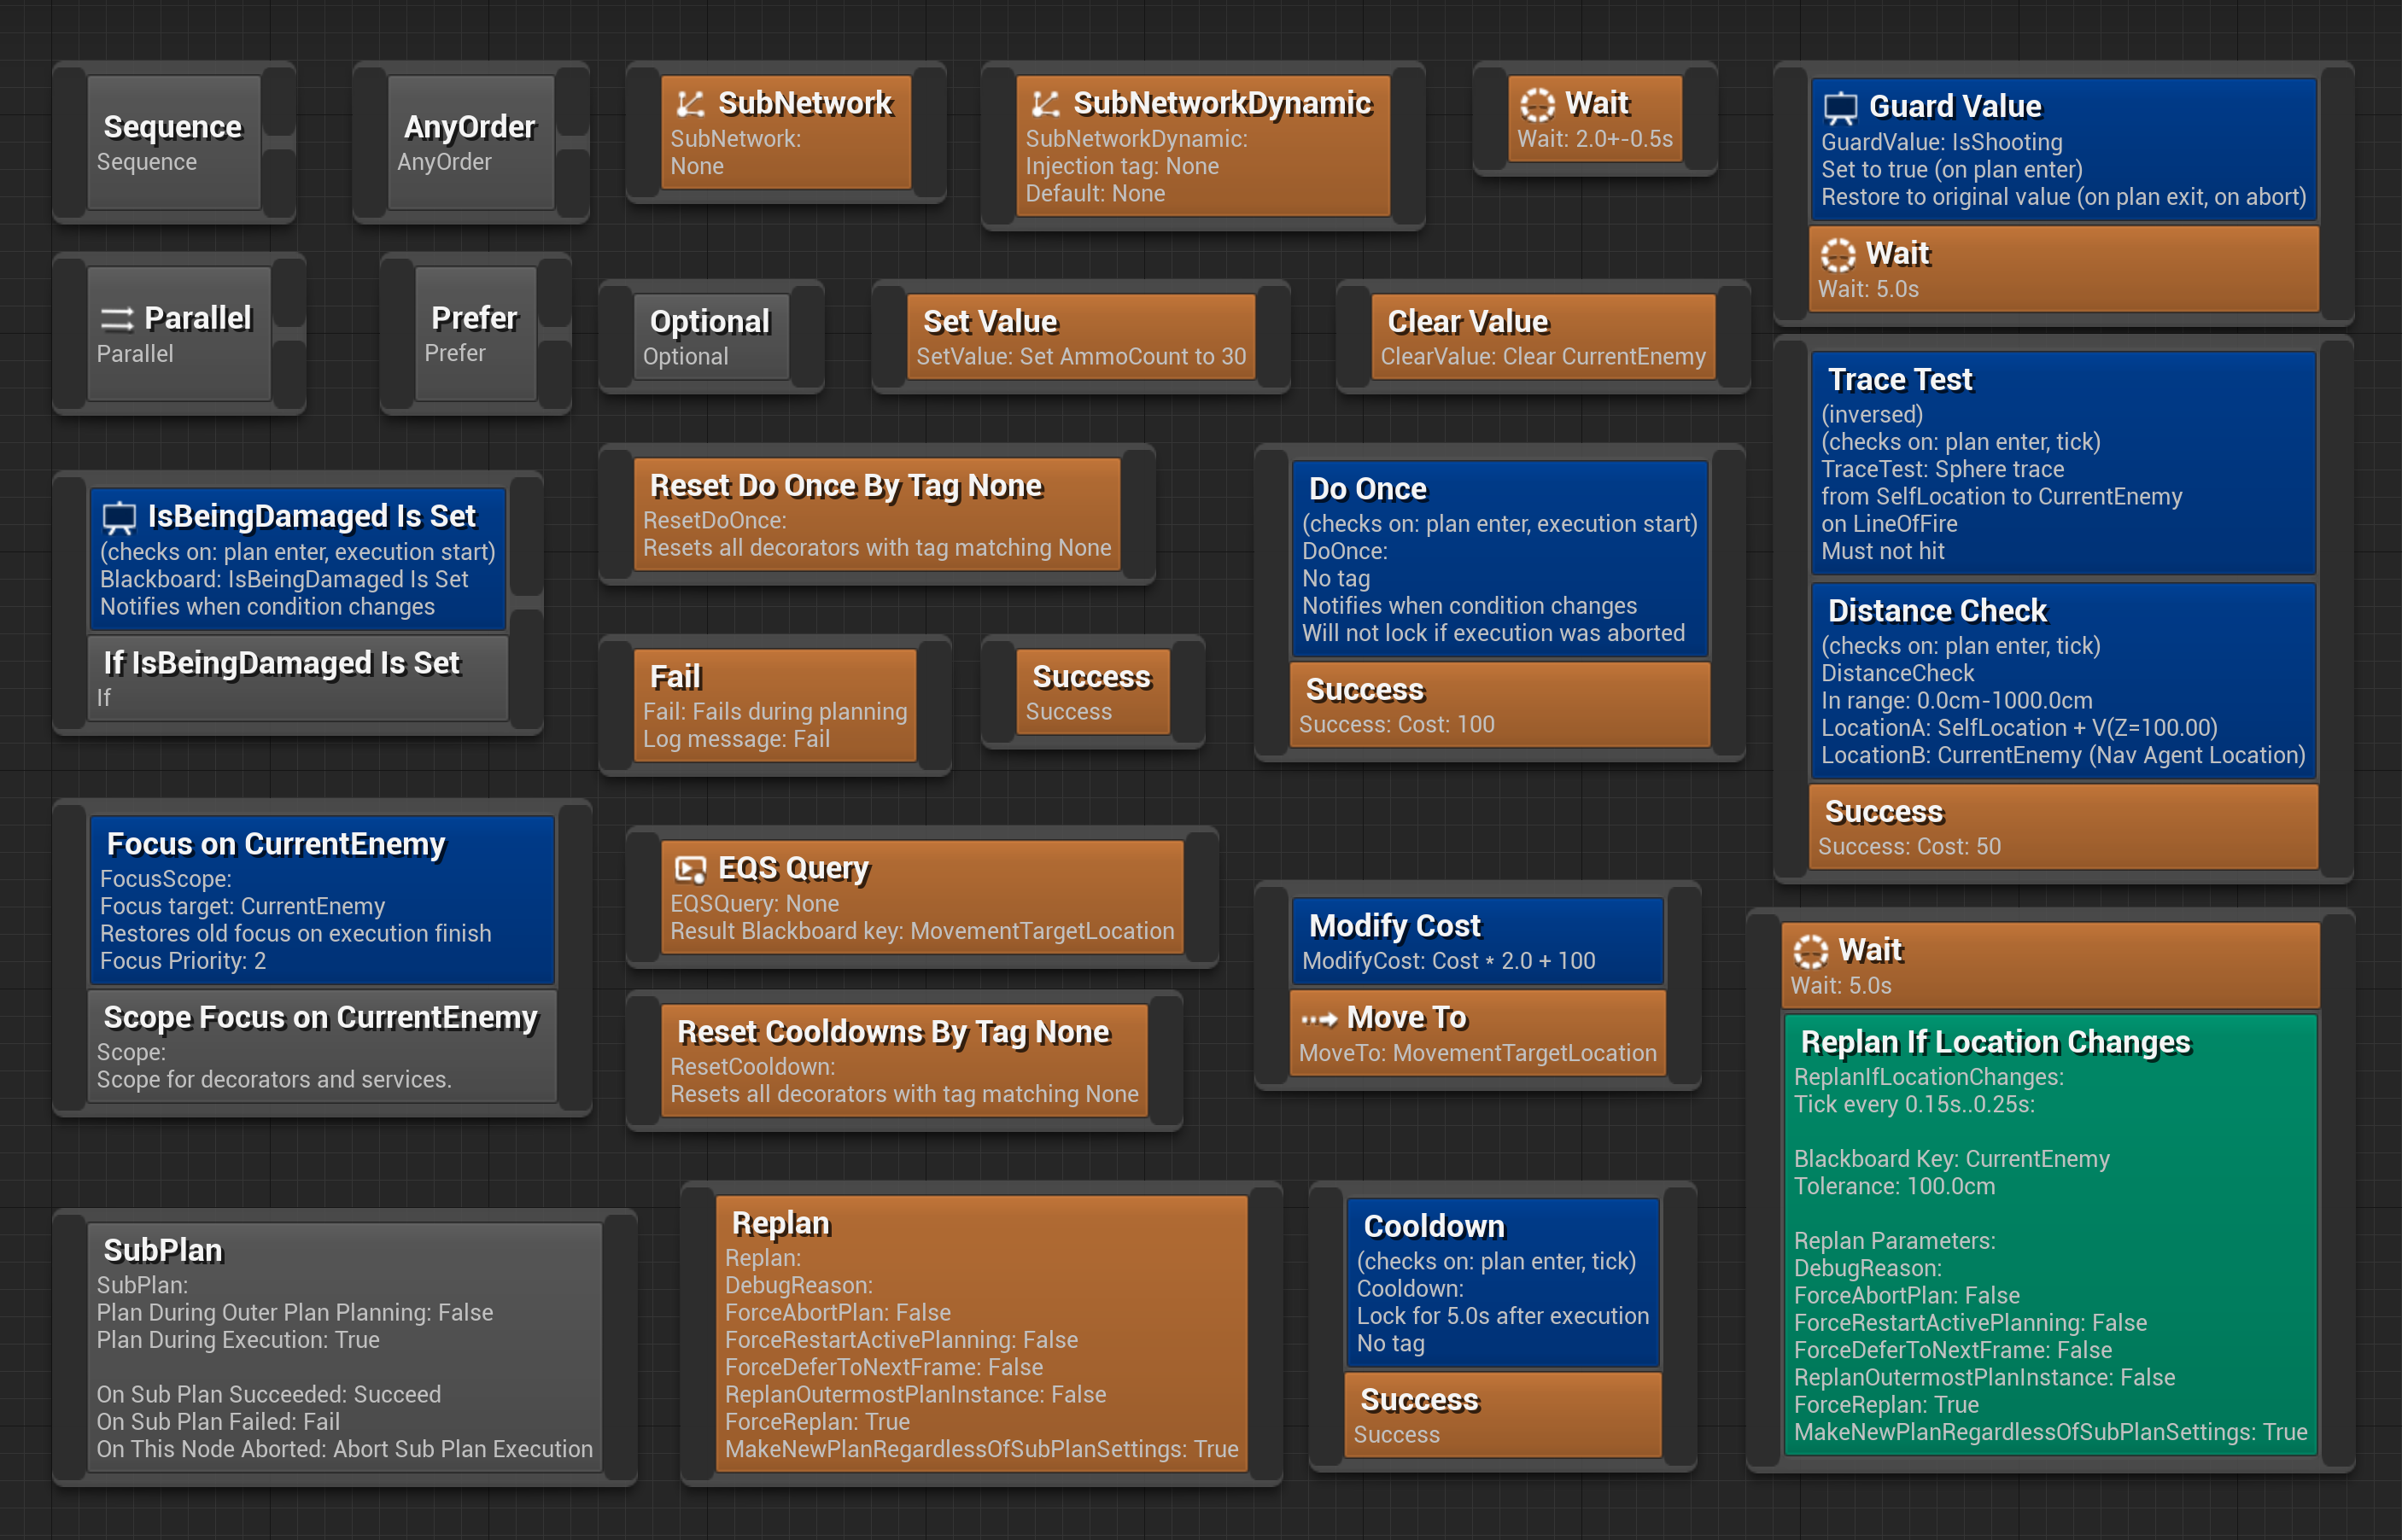 Sequence
Sequence
AnyOrder
AnyOrder
SubNetwork
SubNetwork:
None
SubNetworkDynamic
SubNetworkDynamic:
Injection tag: None
Default: None
Wait
Wait: 2.0+-0.5s
Guard Value
GuardValue: IsShooting
Set to true (on plan enter)
Restore to original value (on plan exit, on abort)
Wait
Wait: 5.0s
Parallel
Parallel
Prefer
Prefer
Optional
Optional
Set Value
SetValue: Set AmmoCount to 30
Clear Value
ClearValue: Clear CurrentEnemy
Trace Test
(inversed)
(checks on: plan enter, tick)
TraceTest: Sphere trace
from SelfLocation to CurrentEnemy
on LineOfFire
Must not hit
Distance Check
(checks on: plan enter, tick)
DistanceCheck
In range: 0.0cm-1000.0cm
LocationA: SelfLocation + V(Z=100.00)
LocationB: CurrentEnemy (Nav Agent Location)
Success
Success: Cost: 50
IsBeingDamaged Is Set
(checks on: plan enter, execution start)
Blackboard: IsBeingDamaged Is Set
Notifies when condition changes
If IsBeingDamaged Is Set
If
Reset Do Once By Tag None
ResetDoOnce:
Resets all decorators with tag matching None
Do Once
(checks on: plan enter, execution start)
DoOnce:
No tag
Notifies when condition changes
Will not lock if execution was aborted
Success
Success: Cost: 100
Fail
Fail: Fails during planning
Log message: Fail
Success
Success
Focus on CurrentEnemy
FocusScope:
Focus target: CurrentEnemy
Restores old focus on execution finish
Focus Priority: 2
Scope Focus on CurrentEnemy
Scope:
Scope for decorators and services.
EQS Query
EQSQuery: None
Result Blackboard key: MovementTargetLocation
Reset Cooldowns By Tag None
ResetCooldown:
Resets all decorators with tag matching None
Modify Cost
ModifyCost: Cost * 2.0 + 100
Move To
MoveTo: MovementTargetLocation
Wait
Wait: 5.0s
Replan If Location Changes
ReplanIfLocationChanges:
Tick every 0.15s..0.25s:
Blackboard Key: CurrentEnemy
Tolerance: 100.0cm
Replan Parameters:
DebugReason:
ForceAbortPlan: False
ForceRestartActivePlanning: False
ForceDeferToNextFrame: False
ReplanOutermostPlanInstance: False
ForceReplan: True
MakeNewPlanRegardlessOfSubPlanSettings: True
SubPlan
SubPlan:
Plan During Outer Plan Planning: False
Plan During Execution: True
On Sub Plan Succeeded: Succeed
On Sub Plan Failed: Fail
On This Node Aborted: Abort Sub Plan Execution
Replan
Replan:
DebugReason:
ForceAbortPlan: False
ForceRestartActivePlanning: False
ForceDeferToNextFrame: False
ReplanOutermostPlanInstance: False
ForceReplan: True
MakeNewPlanRegardlessOfSubPlanSettings: True
Cooldown
(checks on: plan enter, tick)
Cooldown:
Lock for 5.0s after execution
No tag
Success
Success